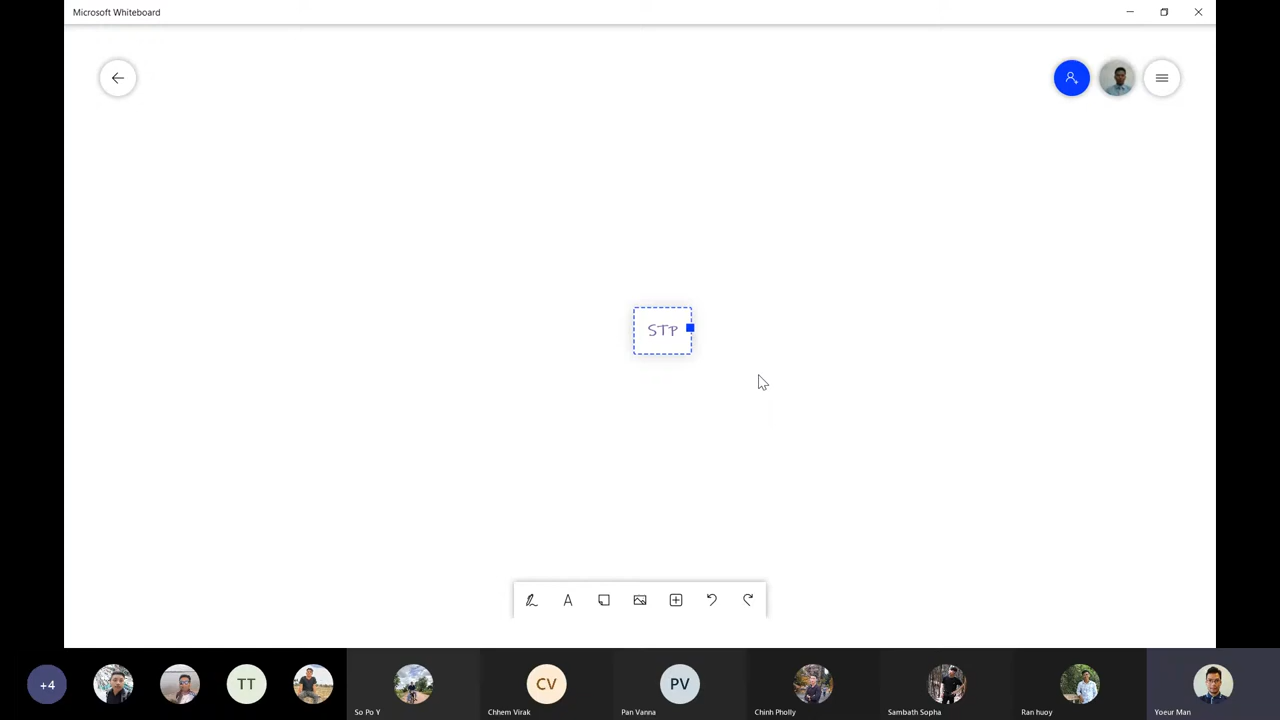 Microsoft Whiteboard
STP
A
+4
TT
CV
PV
So Po Y
Chhem Virak
Pan Vanna
Chinh Pholly
Sambath Sopha
Ran huoy
Yoeur Man